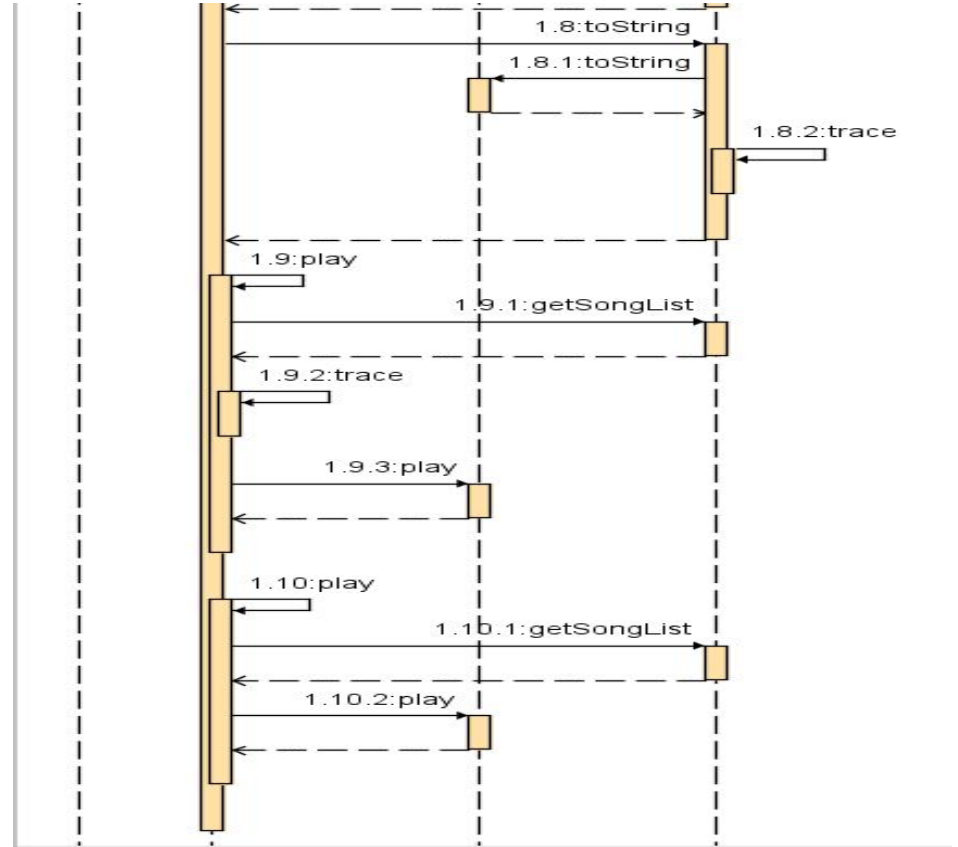 1.8:toString
1.8.1:toString
1.8.2:trace
1.9:play
1.9.1:getSongList
1.9.2:trace
1.9.3:play
1.10:play
1.10.1:getSongList
1.10.2:play